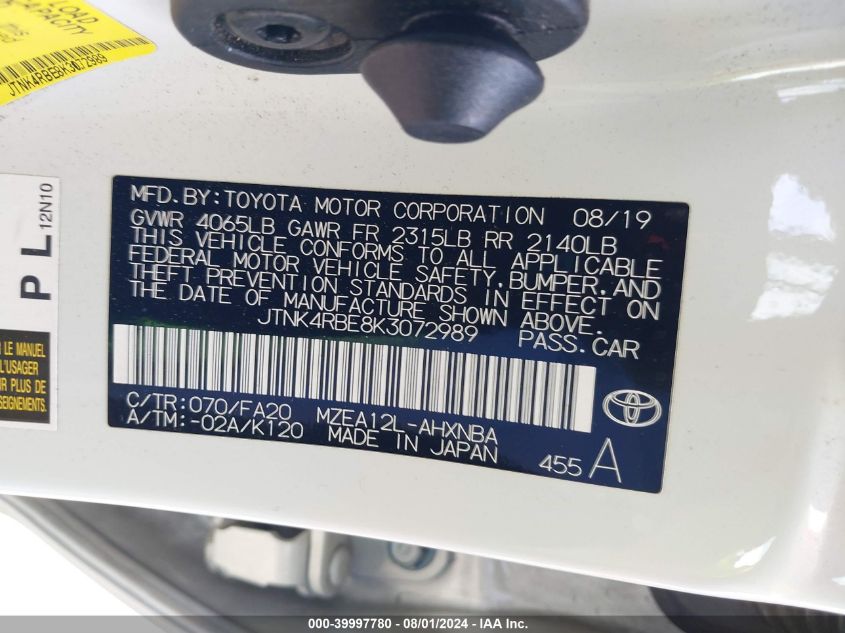 LOAD
CAPACITY
JTNK4RBE8K3072989
P L
12N10
LE MANUEL
L'USAGER
PLUS DE
SEIGNEMENTS.
MFD.BY:TOYOTA MOTOR CORPORATION 08/19
GVWR 4065LB GAWR FR 2315LB RR 2140LB
THIS VEHICLE CONFORMS TO ALL APPLICABLE
FEDERAL MOTOR VEHICLE SAFETY,BUMPER,AND
THEFT PREVENTION STANDARDS IN EFFECT ON
THE DATE OF MANUFACTURE SHOWN ABOVE.
JTNK4RBE8K3072989 PASS.CAR
C/TR:070/FA20 MZEA12L-AHXNBA
A/TM:-02A/K120 MADE IN JAPAN
455 A
000-39997780 - 08/01/2024 - IAAI Inc.